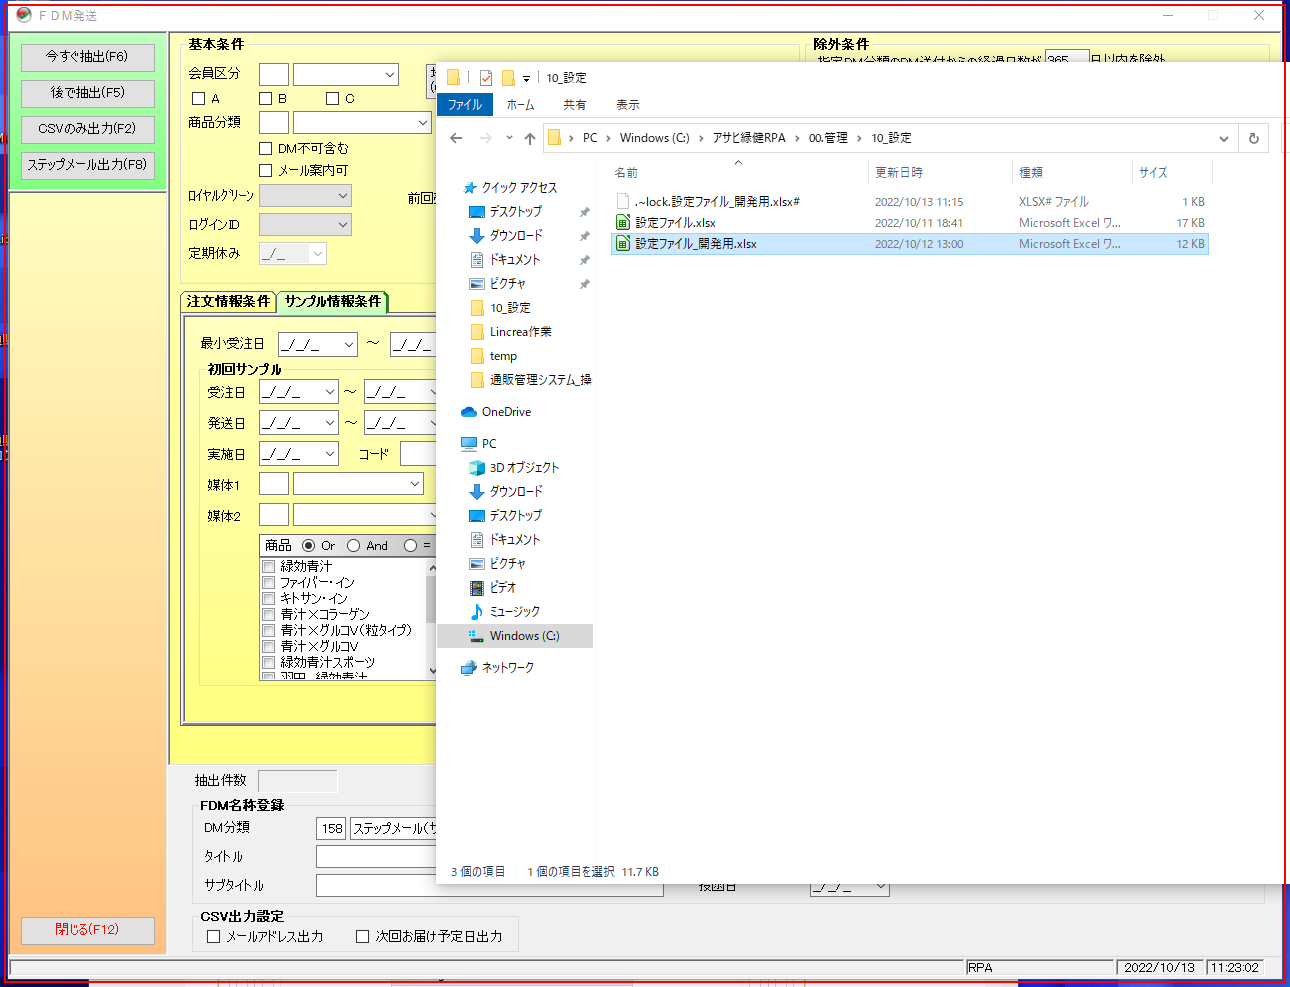 FDM発送
今すぐ抽出(F6)
後で抽出(F5)
CSVのみ出力(F2)
ステップメール出力(F8)
閉じる(F12)
基本条件
会員区分
A
B
C
商品分類
DM不可含む
メール案内可
ロイヤルグリーン
前回
ログインID
定期休み
_/_
注文情報条件
サンプル情報条件
最小受注日
_/_/_
~
_/_/_
初回サンプル
受注日
_/_/_
~
_/_/_
発送日
_/_/_
~
_/_/_
実施日
_/_/_
コード
媒体1
媒体2
商品
Or
And
=
緑効青汁
ファイバー・イン
キトサン・イン
青汁×コラーゲン
青汁×グルコV(粒タイプ)
青汁×グルコV
緑効青汁スポーツ
抽出件数
FDM名称登録
DM分類
158
ステップメール(サ
タイトル
サブタイトル
投函日
_/_/_
CSV出力設定
メールアドレス出力
次回お届け予定日出力
RPA
2022/10/13
11:23:02
除外条件
指定DM分類のDM送付からの経過日数が
365
日以内を除外
10_設定
ファイル
ホーム
共有
表示
PC
Windows (C:)
アサヒ緑健RPA
00.管理
10_設定
クイック アクセス
デスクトップ
ダウンロード
ドキュメント
ピクチャ
10_設定
Lincrea作業
temp
通販管理システム_操
OneDrive
PC
3D オブジェクト
ダウンロード
デスクトップ
ドキュメント
ピクチャ
ビデオ
ミュージック
Windows (C:)
ネットワーク
名前
更新日時
種類
サイズ
.~lock.設定ファイル_開発用.xlsx#
2022/10/13 11:15
XLSX# ファイル
1 KB
設定ファイル.xlsx
2022/10/11 18:41
Microsoft Excel ワ...
17 KB
設定ファイル_開発用.xlsx
2022/10/12 13:00
Microsoft Excel ワ...
12 KB
3 個の項目
1 個の項目を選択 11.7 KB